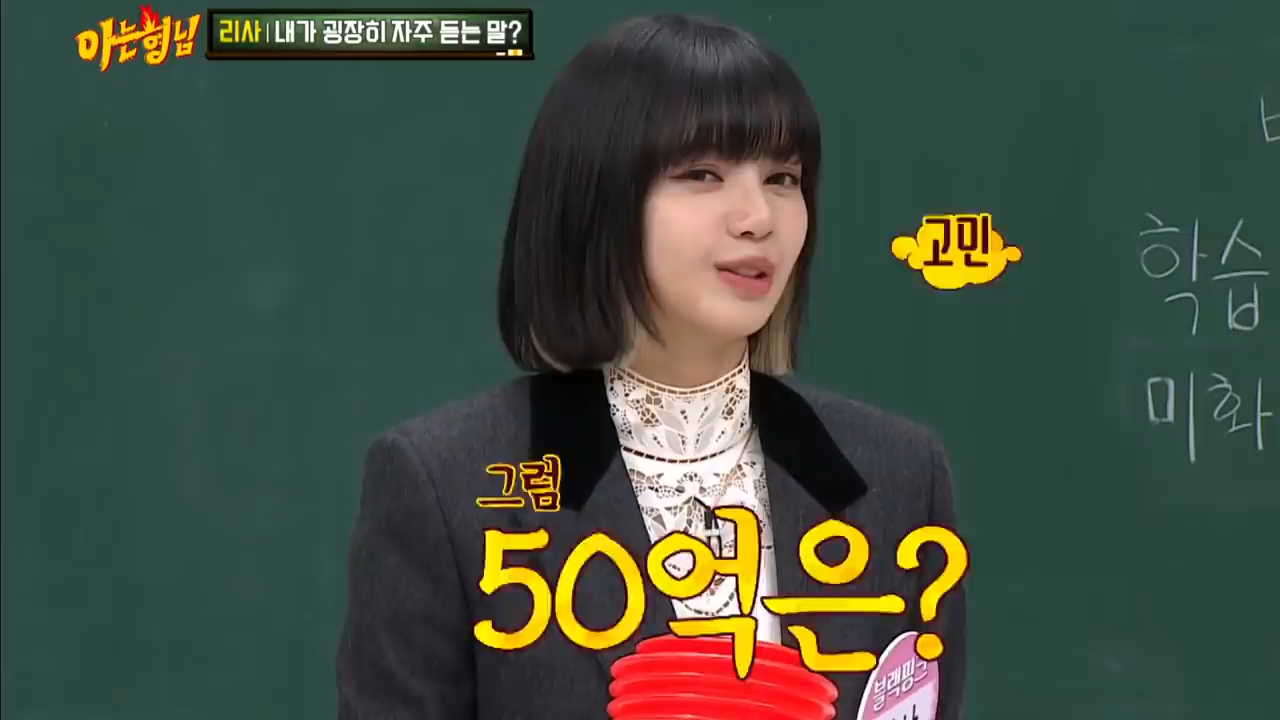 아는형님
리사 | 내가 굉장히 자주 듣는 말?
고민
학습
미화
그럼
50억은?
블랙핑크